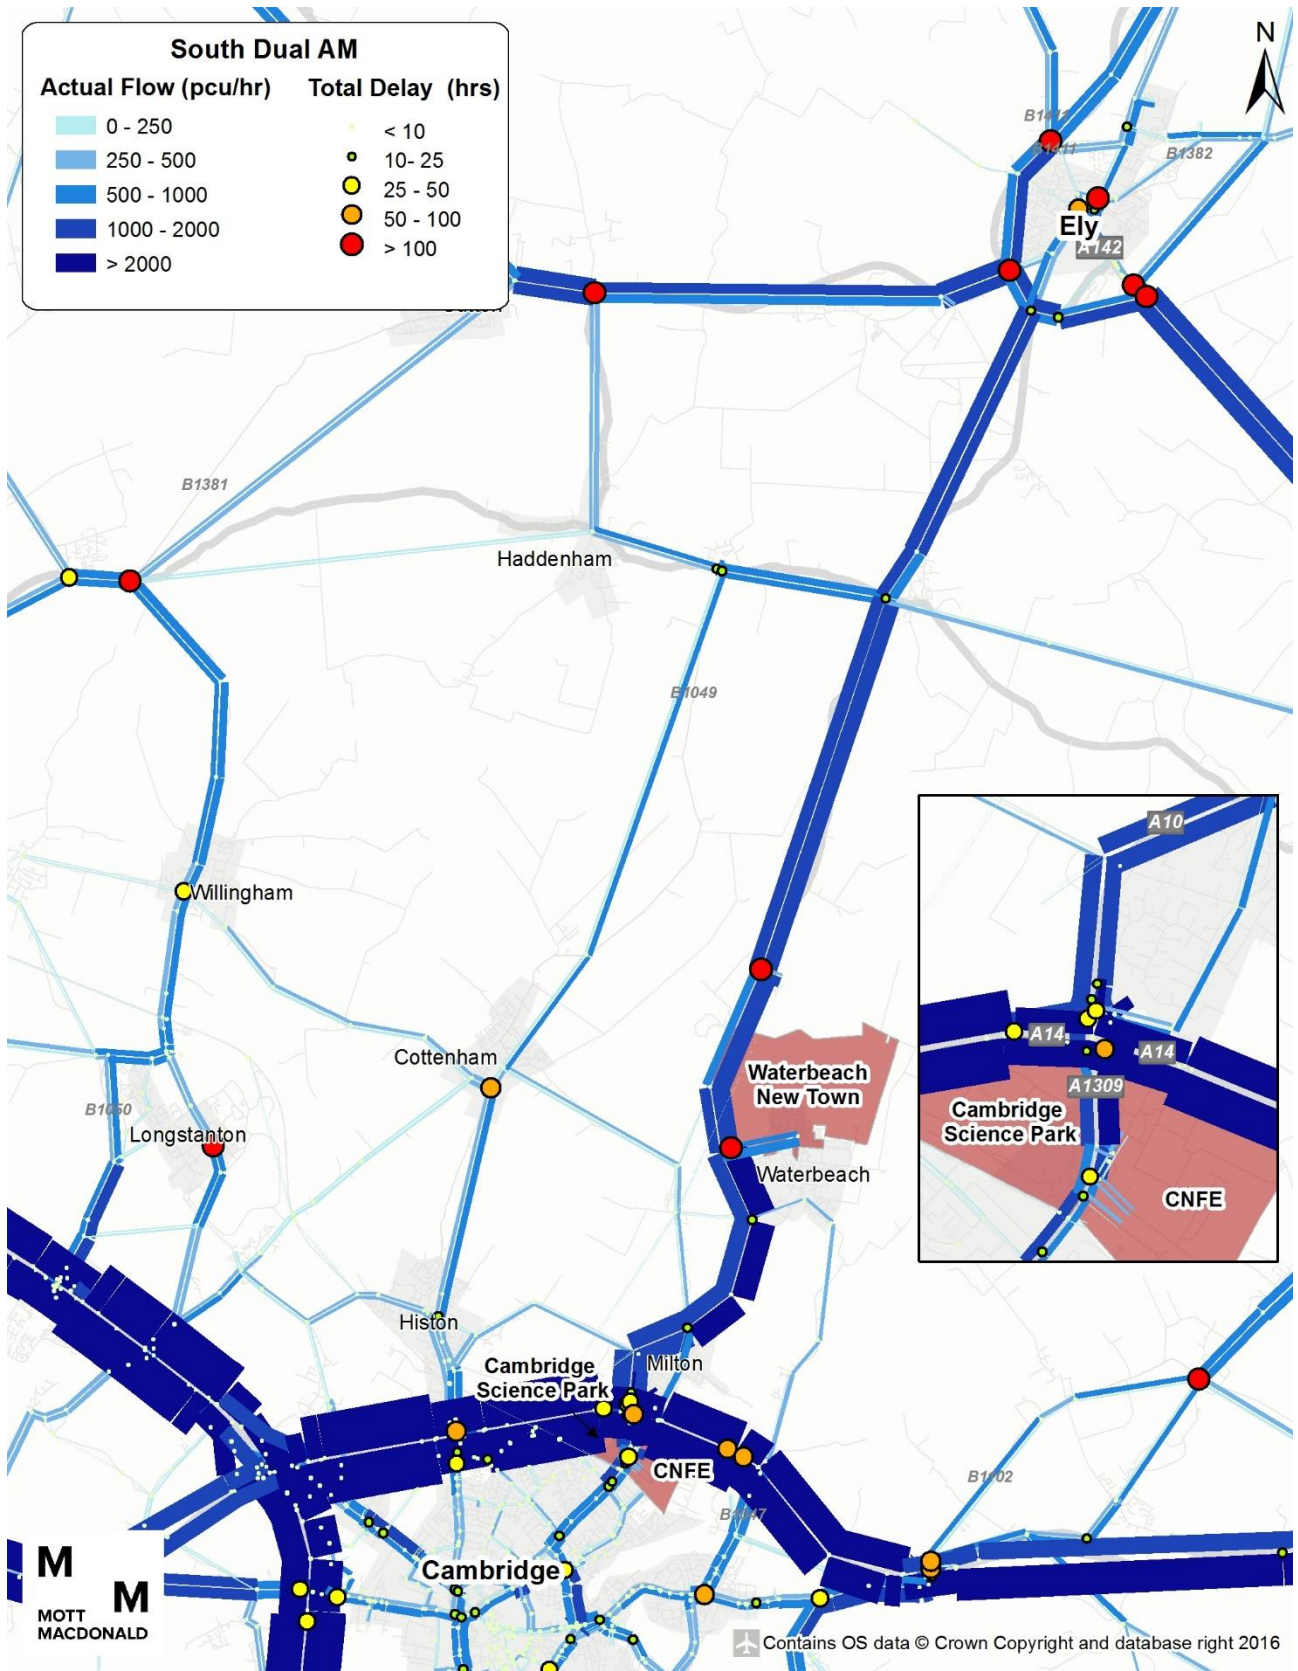 South Dual AM
Actual Flow (pcu/hr)
Total Delay (hrs)
0 - 250
250 - 500
500 - 1000
1000 - 2000
> 2000
< 10
10- 25
25 - 50
50 - 100
> 100
N
B1411
B1382
Ely
A142
B1381
Haddenham
B1049
A10
Willingham
Cottenham
Waterbeach
New Town
A14
A14
A1309
B1050
Longstanton
Waterbeach
Cambridge
Science Park
CNFE
Histon
Milton
Cambridge
Science Park
CNFE
B1102
B1047
Cambridge
M
M
MOTT
MACDONALD
Contains OS data © Crown Copyright and database right 2016